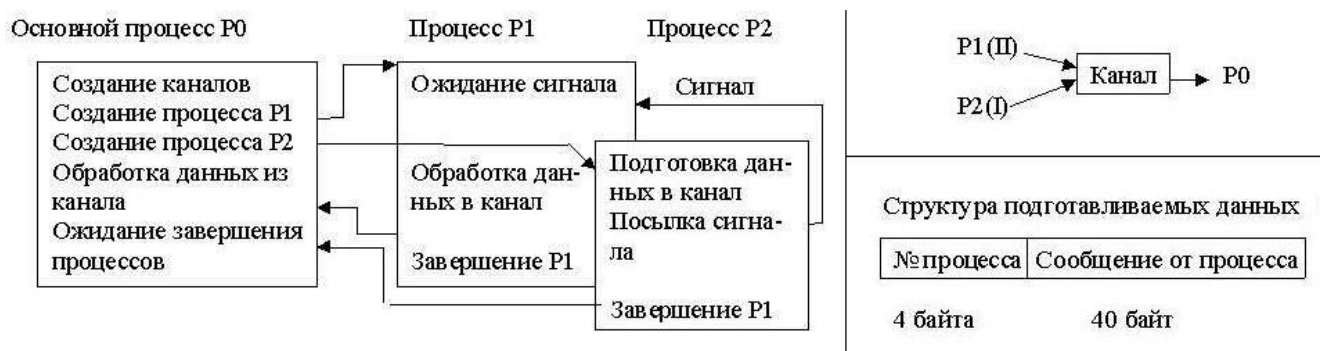 Основной процесс P0
Процесс P1
Процесс P2
Создание каналов
Создание процесса P1
Создание процесса P2
Обработка данных из
канала
Ожидание завершения
процессов
Ожидание сигнала
Обработка дан-
ных в канал
Завершение P1
Сигнал
Подготовка дан-
ных в канал
Посылка сигна-
ла
Завершение P1
P1(II)
P2(I)
Канал
P0
Структура подготавливаемых данных
№процесса
Сообщение от процесса
4 байта
40 байт